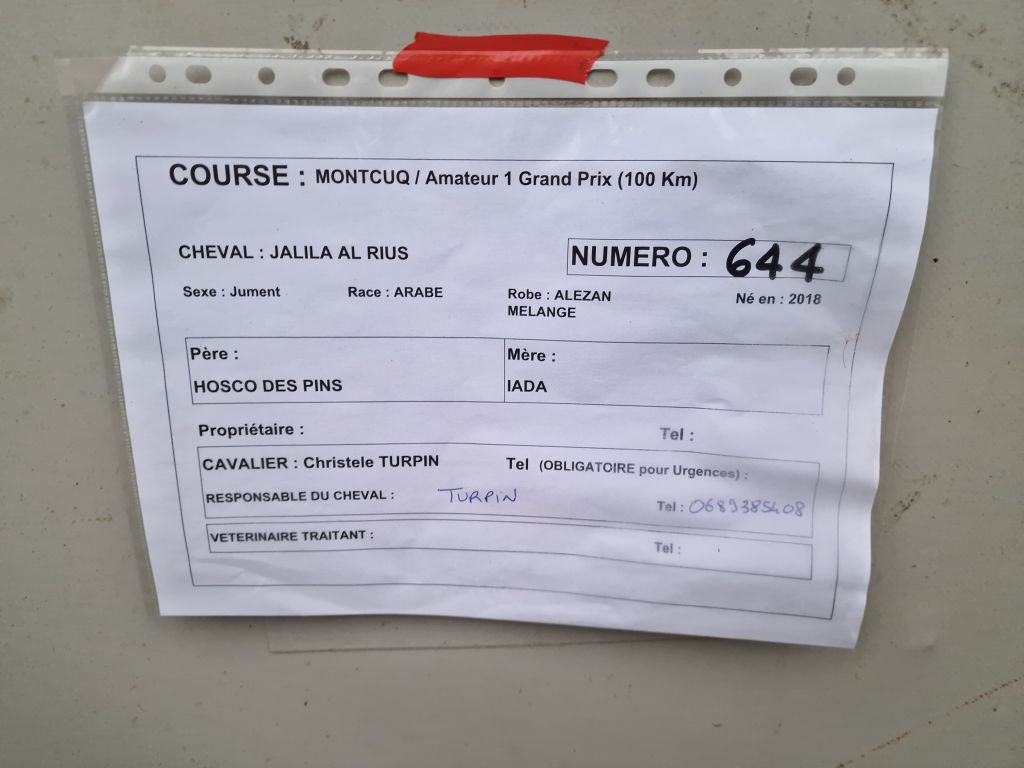 COURSE : MONTCUQ / Amateur 1 Grand Prix (100 Km)
CHEVAL : JALILA AL RIUS
NUMERO : 644
Sexe : Jument Race : ARABE Robe : ALEZAN Né en : 2018
MELANGE
Père : Mère :
HOSCO DES PINS IADA
Propriétaire : Tel :
CAVALIER : Christele TURPIN Tel (OBLIGATOIRE pour Urgences) :
RESPONSABLE DU CHEVAL : TURPIN Tel : 0689385408
VETERINAIRE TRAITANT : Tel :